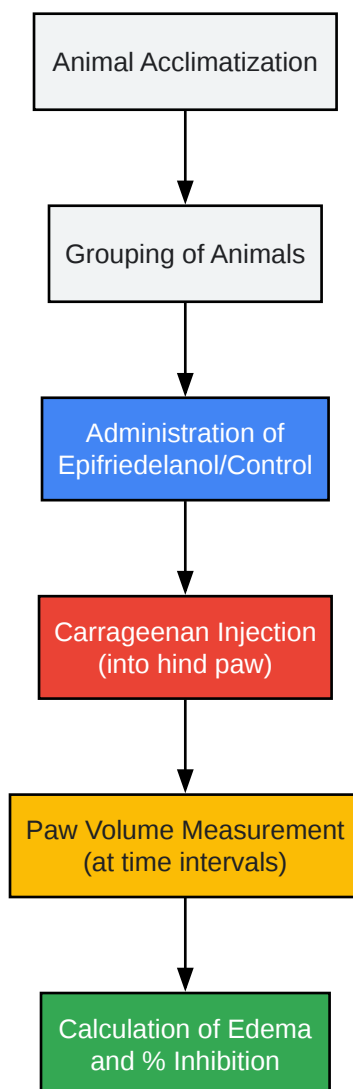 Animal Acclimatization
Grouping of Animals
Administration of
Epifriedelanol/Control
Carrageenan Injection
(into hind paw)
Paw Volume Measurement
(at time intervals)
Calculation of Edema
and % Inhibition